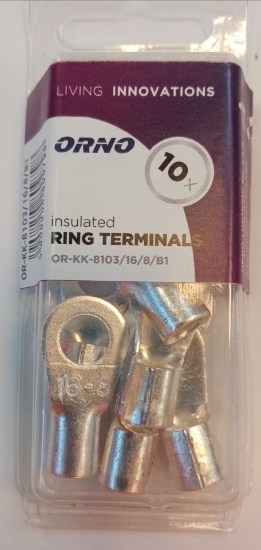 LIVING INNOVATIONS
ORNO
10x
insulated
RING TERMINALS
OR-KK-8103/16/8/B1
OR-KK-8103/16/8/B1
16-8